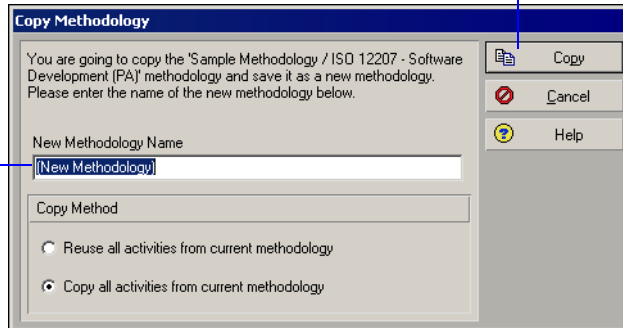 Copy Methodology
You are going to copy the 'Sample Methodology / ISO 12207 - Software
Development (PA)' methodology and save it as a new methodology.
Please enter the name of the new methodology below.
New Methodology Name
(New Methodology)
Copy Method
Reuse all activities from current methodology
Copy all activities from current methodology
Copy
Cancel
Help